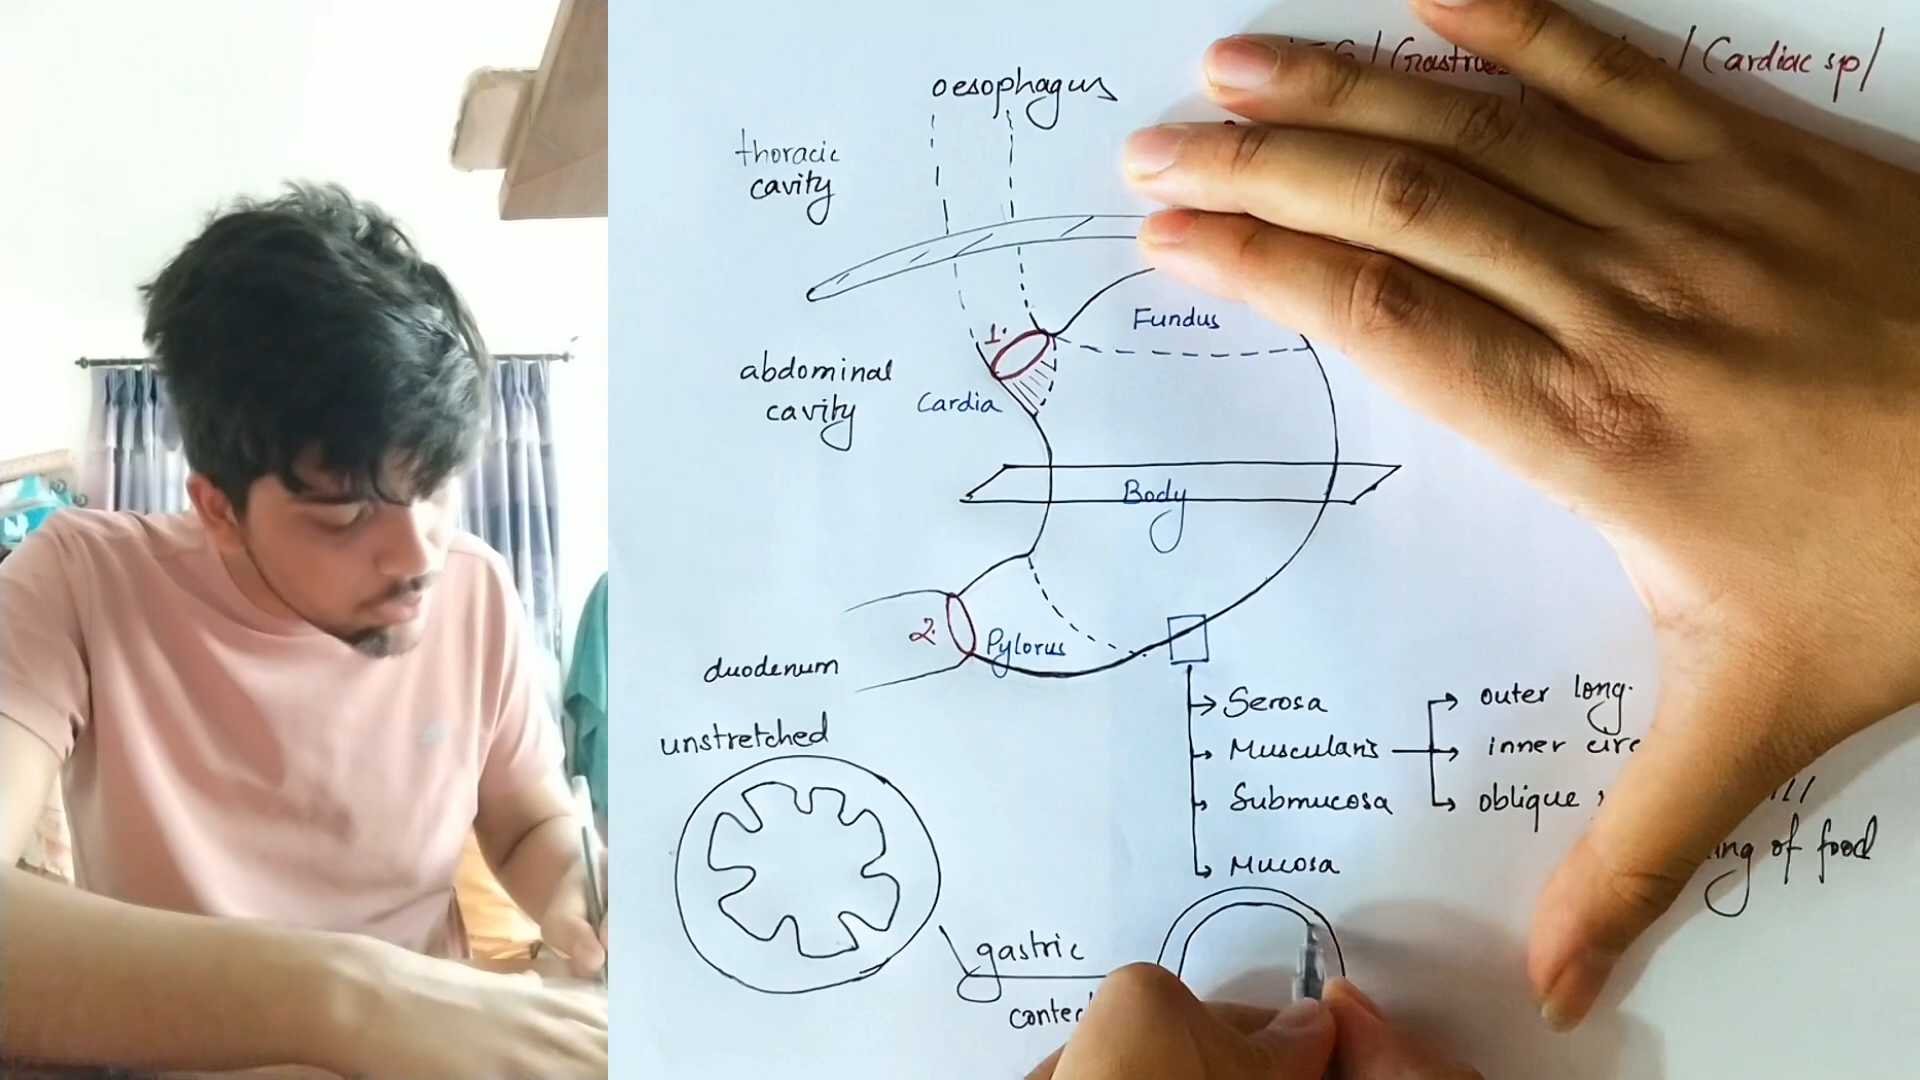 Cardiac sp/
oesophagus
thoracic
cavity
1.
Fundus
abdominal
cavity
Cardia
Body
2.
Pylorus
duodenum
unstretched
Serosa
Muscularis
Submucosa
Mucosa
outer long.
inner circ
oblique
of food
gastric